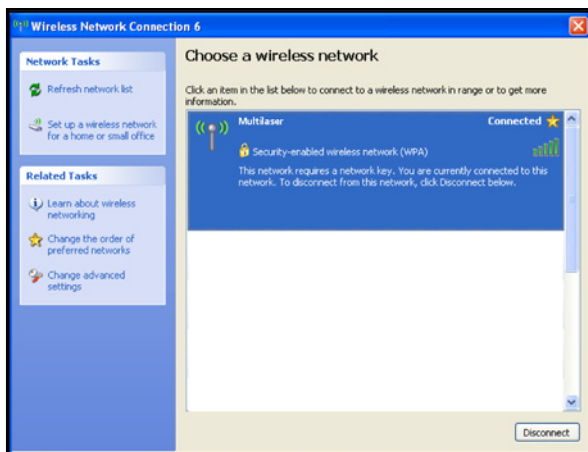 Wireless Network Connection 6
Network Tasks
Refresh network list
Set up a wireless network
for a home or small office
Related Tasks
Learn about wireless
networking
Change the order of
preferred networks
Change advanced
settings
Choose a wireless network
Click an item in the list below to connect to a wireless network in range or to get more
information.
Multilaser
Connected
Security-enabled wireless network (WPA)
This network requires a network key. You are currently connected to this
network. To disconnect from this network, click Disconnect below.
Disconnect